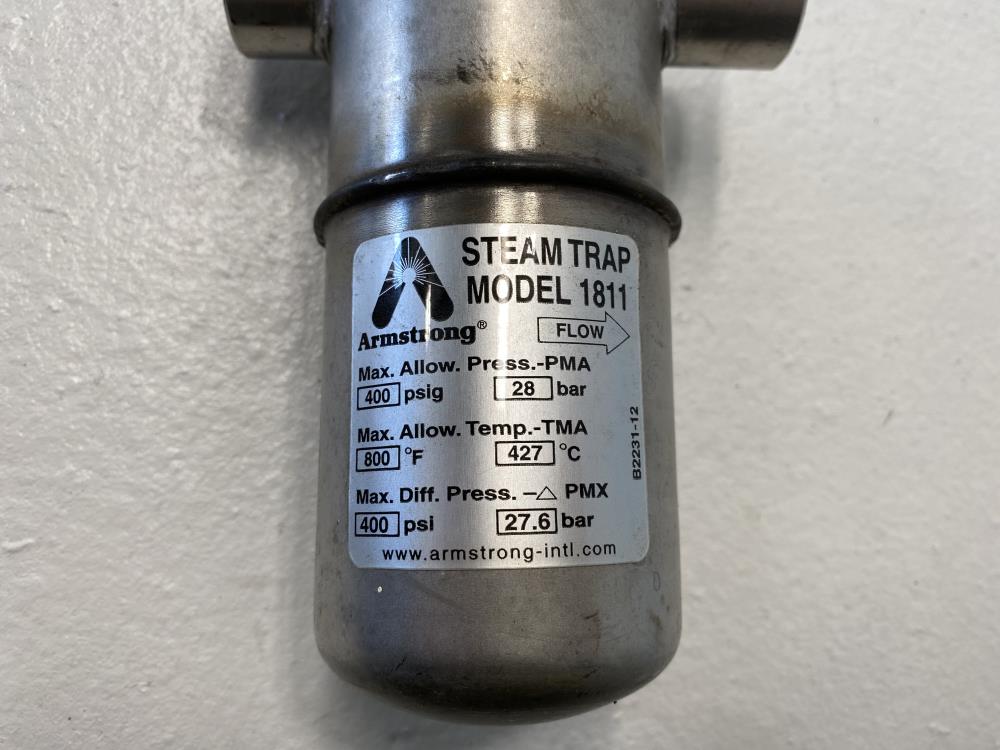 STEAM TRAP
MODEL 1811
Armstrong®
FLOW
Max. Allow. Press.-PMA
400 psig 28 bar
Max. Allow. Temp.-TMA
800 °F 427 °C
Max. Diff. Press. –△ PMX
400 psi 27.6 bar
www.armstrong-intl.com
B2231-12